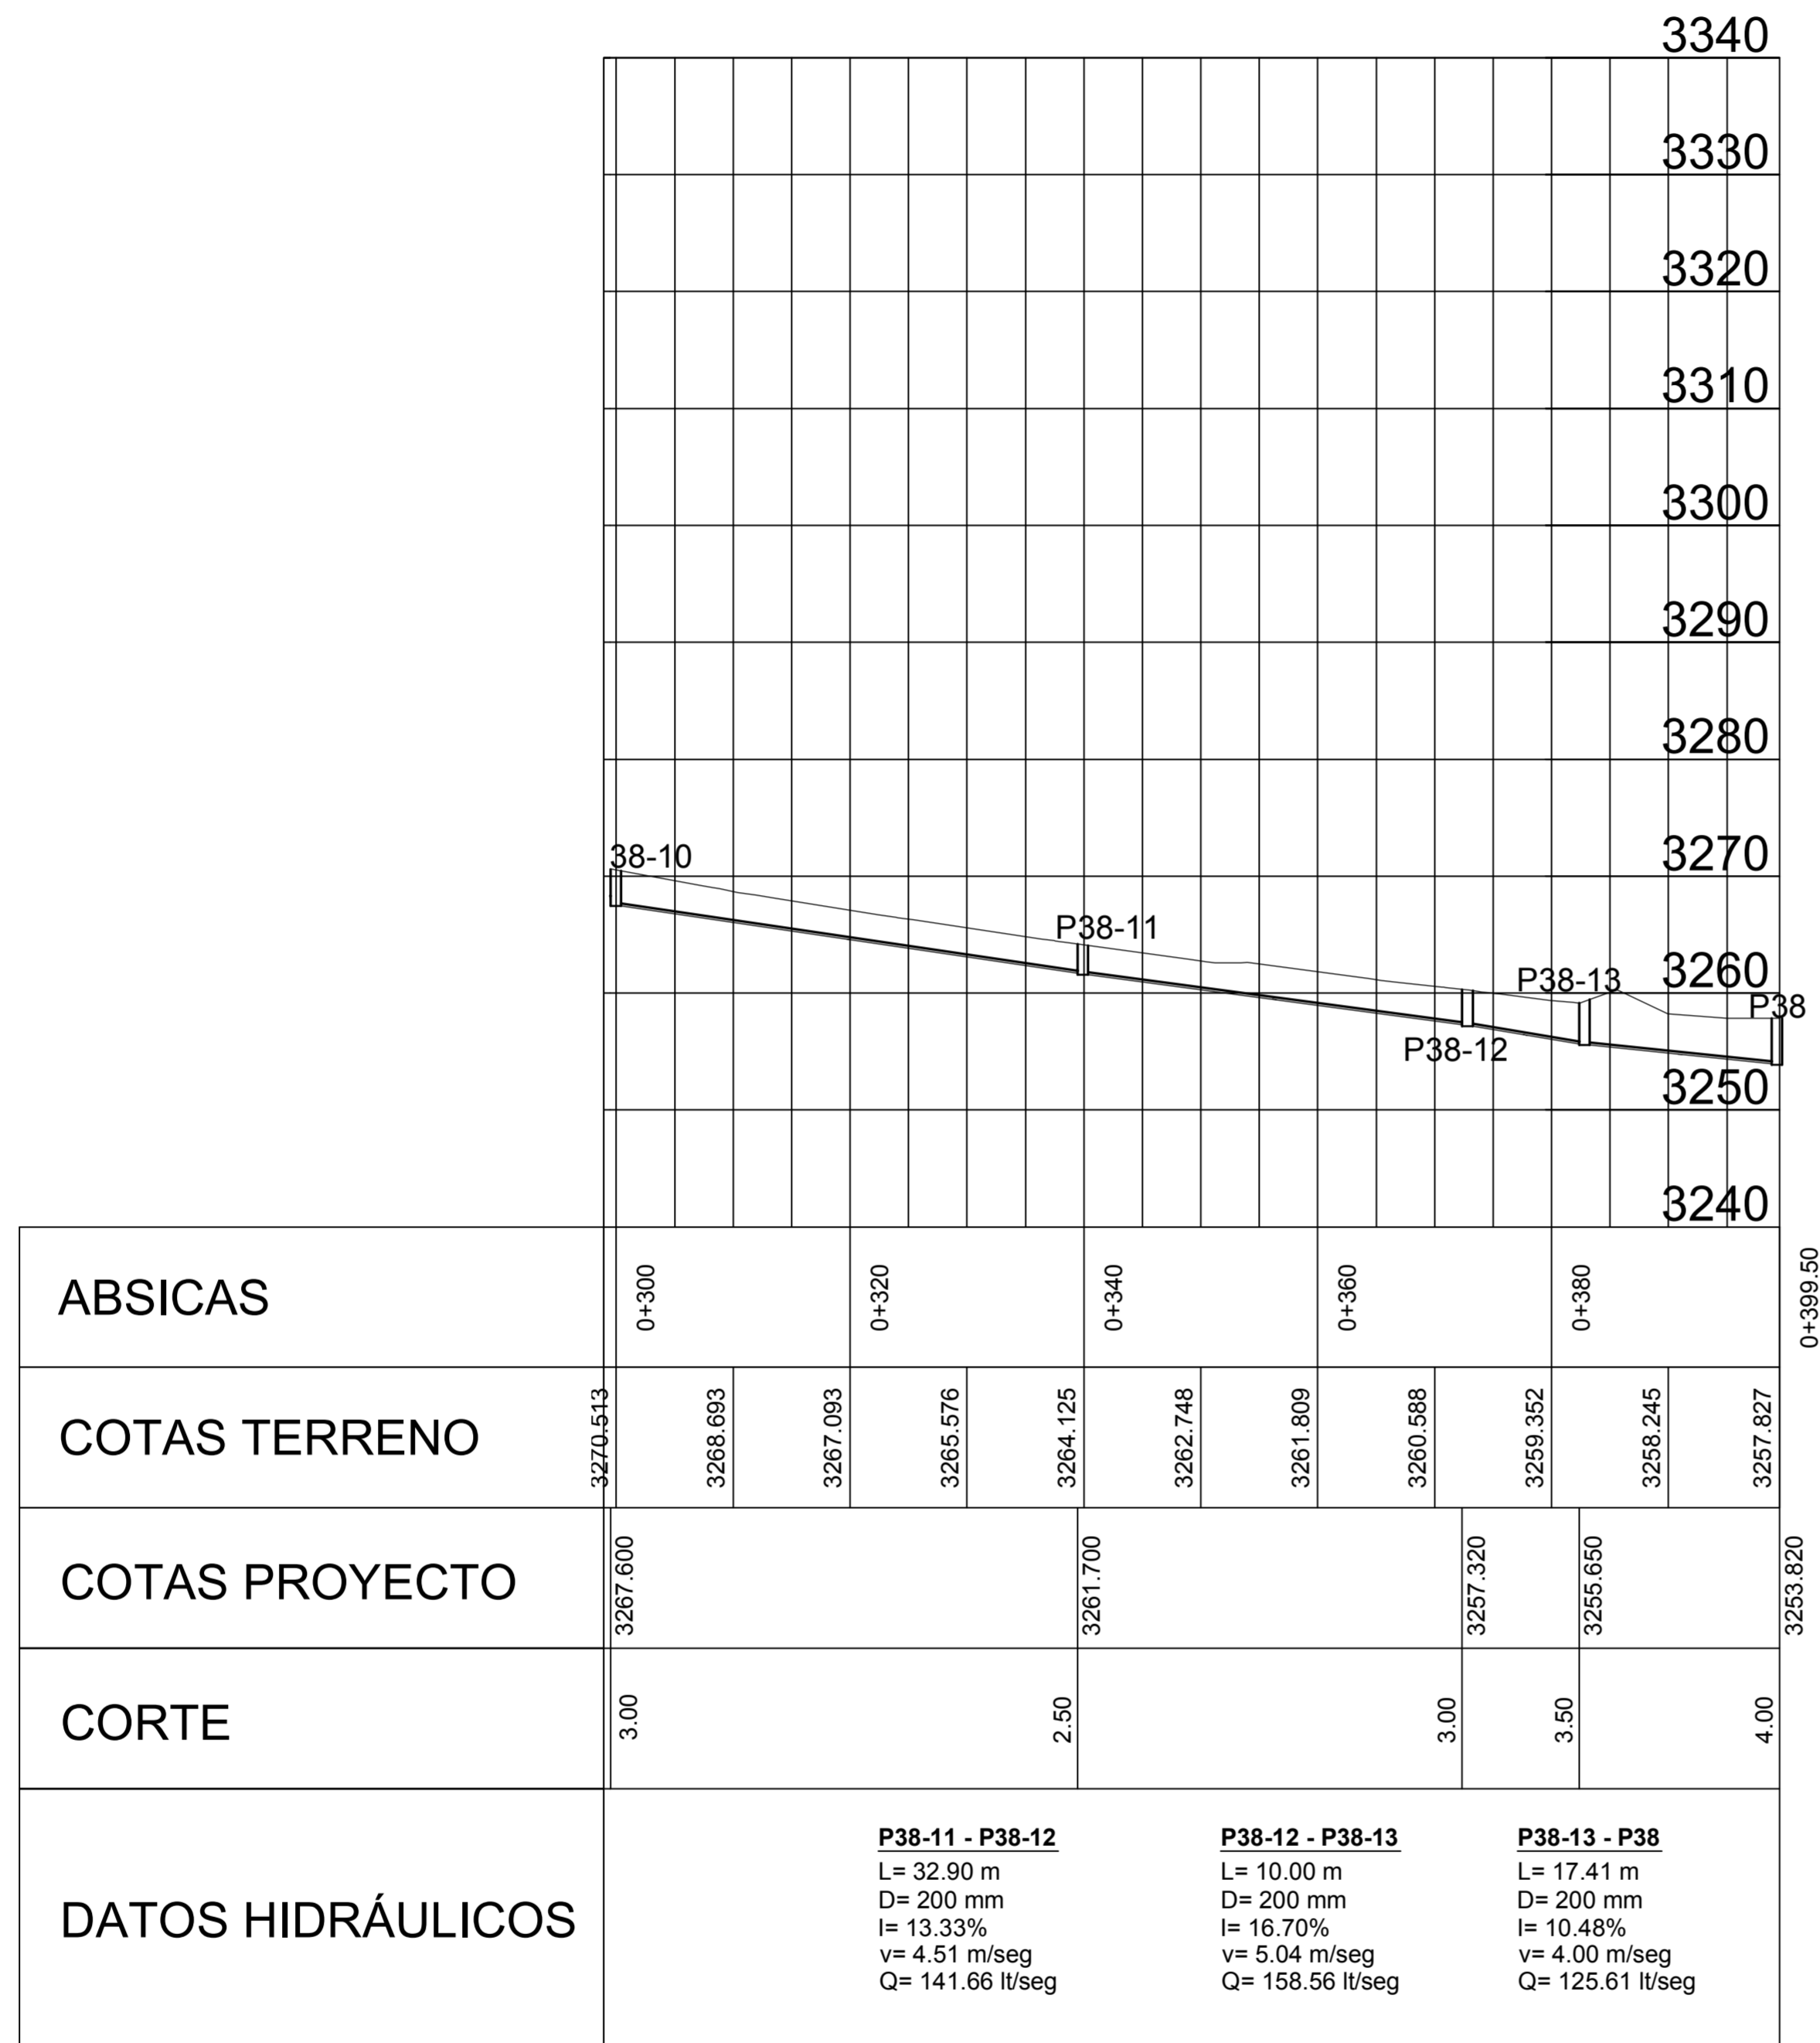 3340
3330
3320
3310
3300
3290
3280
3270
3260
3250
3240
38-10
P38-11
P38-12
P38-13
P38
ABSICAS
0+300
0+320
0+340
0+360
0+380
0+399.50
COTAS TERRENO
3270.513
3268.693
3267.093
3265.576
3264.125
3262.748
3261.809
3260.588
3259.352
3258.245
3257.827
COTAS PROYECTO
3267.600
3261.700
3257.320
3255.650
3253.820
CORTE
3.00
2.50
3.00
3.50
4.00
DATOS HIDRÁULICOS
P38-11 - P38-12
L= 32.90 m
D= 200 mm
I= 13.33%
v= 4.51 m/seg
Q= 141.66 lt/seg
P38-12 - P38-13
L= 10.00 m
D= 200 mm
I= 16.70%
v= 5.04 m/seg
Q= 158.56 lt/seg
P38-13 - P38
L= 17.41 m
D= 200 mm
I= 10.48%
v= 4.00 m/seg
Q= 125.61 lt/seg